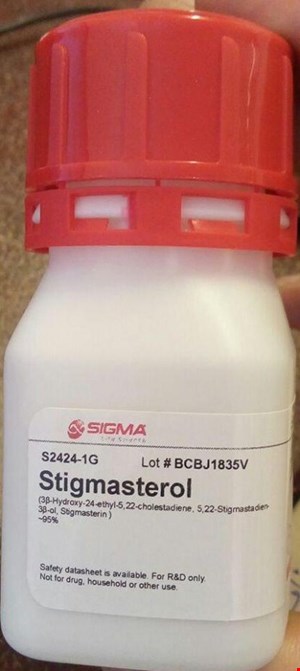 SIGMA
Life Science
S2424-1G Lot # BCBJ1835V
Stigmasterol
(3β-Hydroxy-24-ethyl-5,22-cholestadiene, 5,22-Stigmastadien-
3β-ol, Stigmasterin )
~95%
Safety datasheet is available. For R&D only.
Not for drug, household or other use.